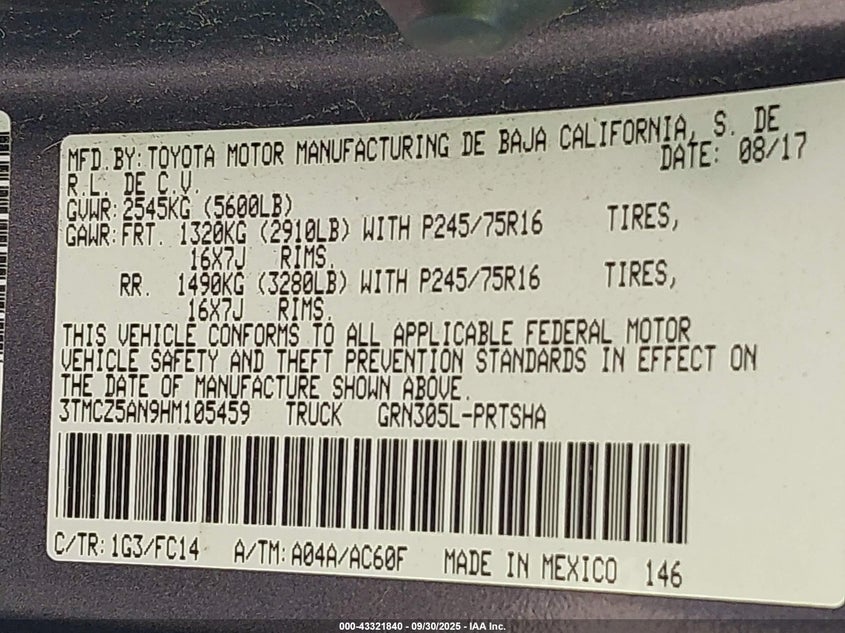 MFD. BY: TOYOTA MOTOR MANUFACTURING DE BAJA CALIFORNIA, S. DE
R.L. DE C.V. DATE: 08/17
GVWR: 2545KG (5600LB)
GAWR: FRT. 1320KG (2910LB) WITH P245/75R16 TIRES,
16X7J RIMS.
RR. 1490KG (3280LB) WITH P245/75R16 TIRES,
16X7J RIMS.
THIS VEHICLE CONFORMS TO ALL APPLICABLE FEDERAL MOTOR
VEHICLE SAFETY AND THEFT PREVENTION STANDARDS IN EFFECT ON
THE DATE OF MANUFACTURE SHOWN ABOVE.
3TMCZ5AN9HM105459 TRUCK GRN305L-PRTSHA
C/TR: 1G3/FC14 A/TM: A04A/AC60F MADE IN MEXICO 146
000-43321840 - 09/30/2025 - IAA Inc.